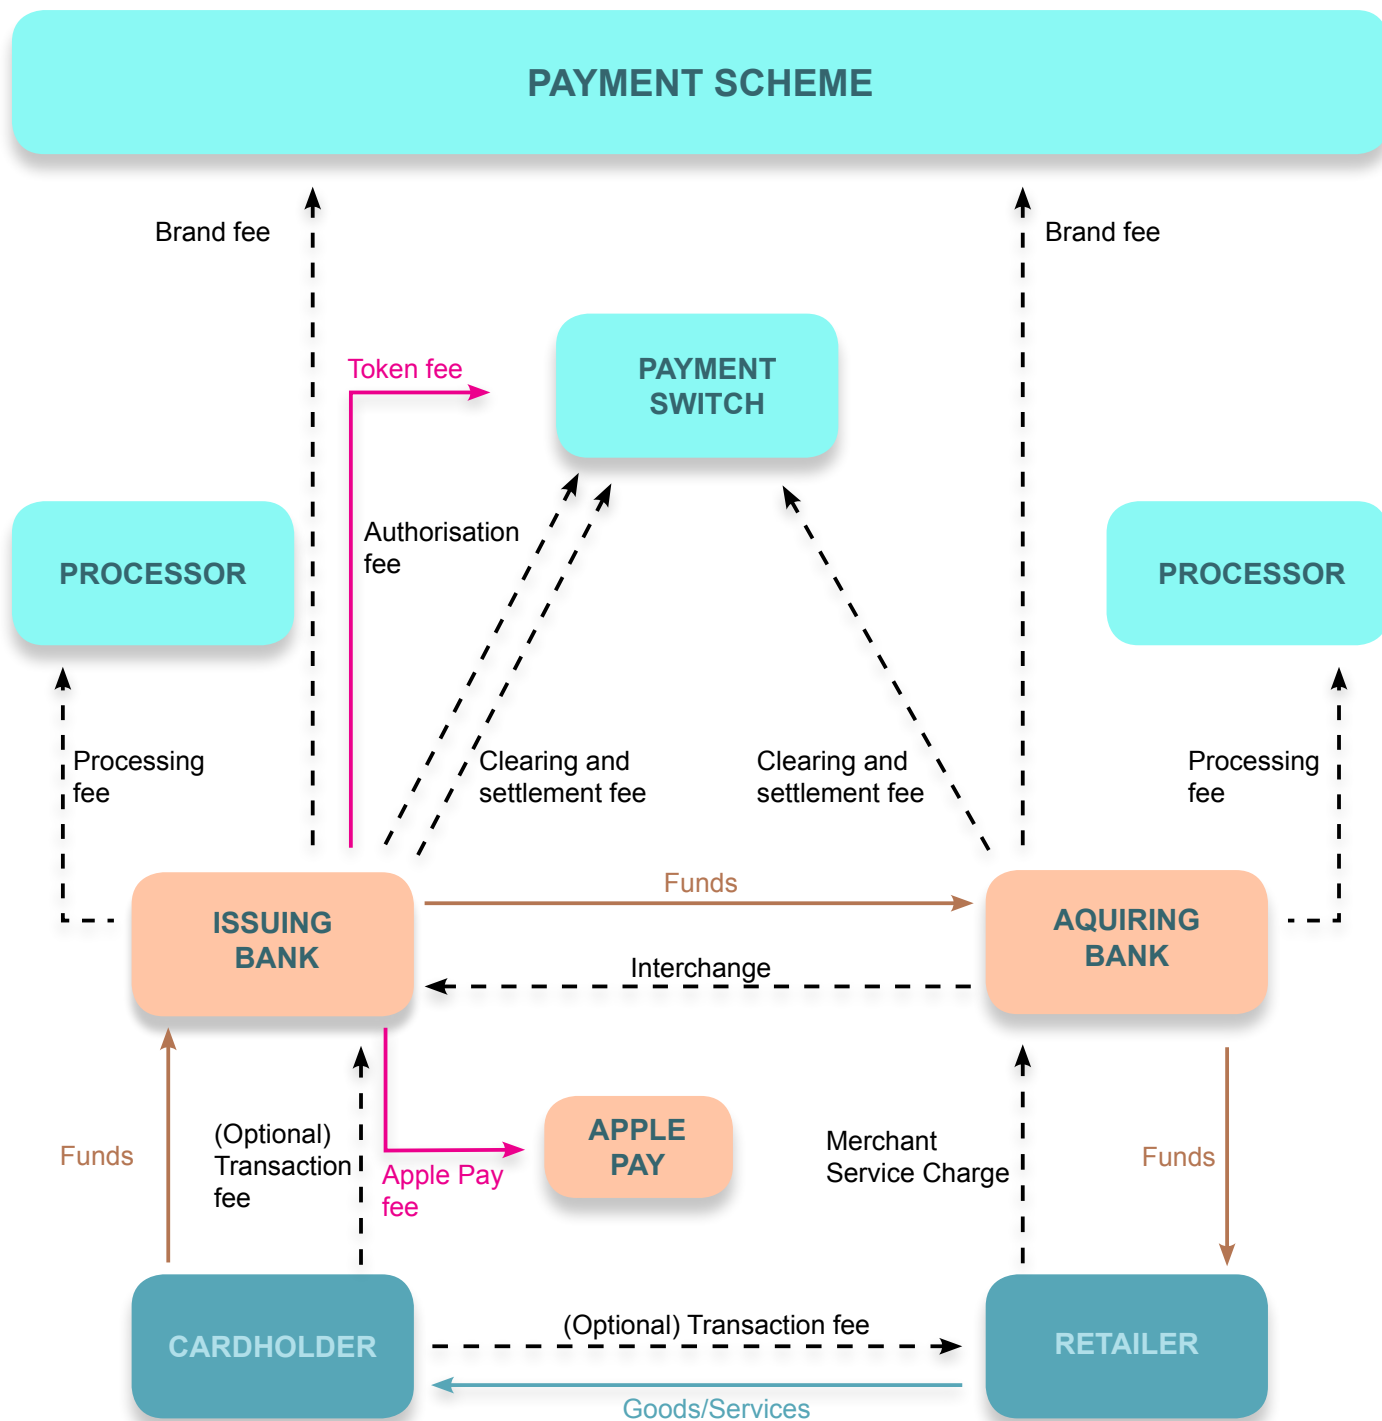 PAYMENT SCHEME
Brand fee
Brand fee
Token fee
PAYMENT
SWITCH
Authorisation
fee
PROCESSOR
PROCESSOR
Processing
fee
Clearing and
settlement fee
Clearing and
settlement fee
Processing
fee
Funds
ISSUING
BANK
AQUIRING
BANK
Interchange
(Optional)
Transaction
fee
Funds
Apple Pay
fee
APPLE
PAY
Merchant
Service Charge
Funds
CARDHOLDER
(Optional) Transaction fee
RETAILER
Goods/Services